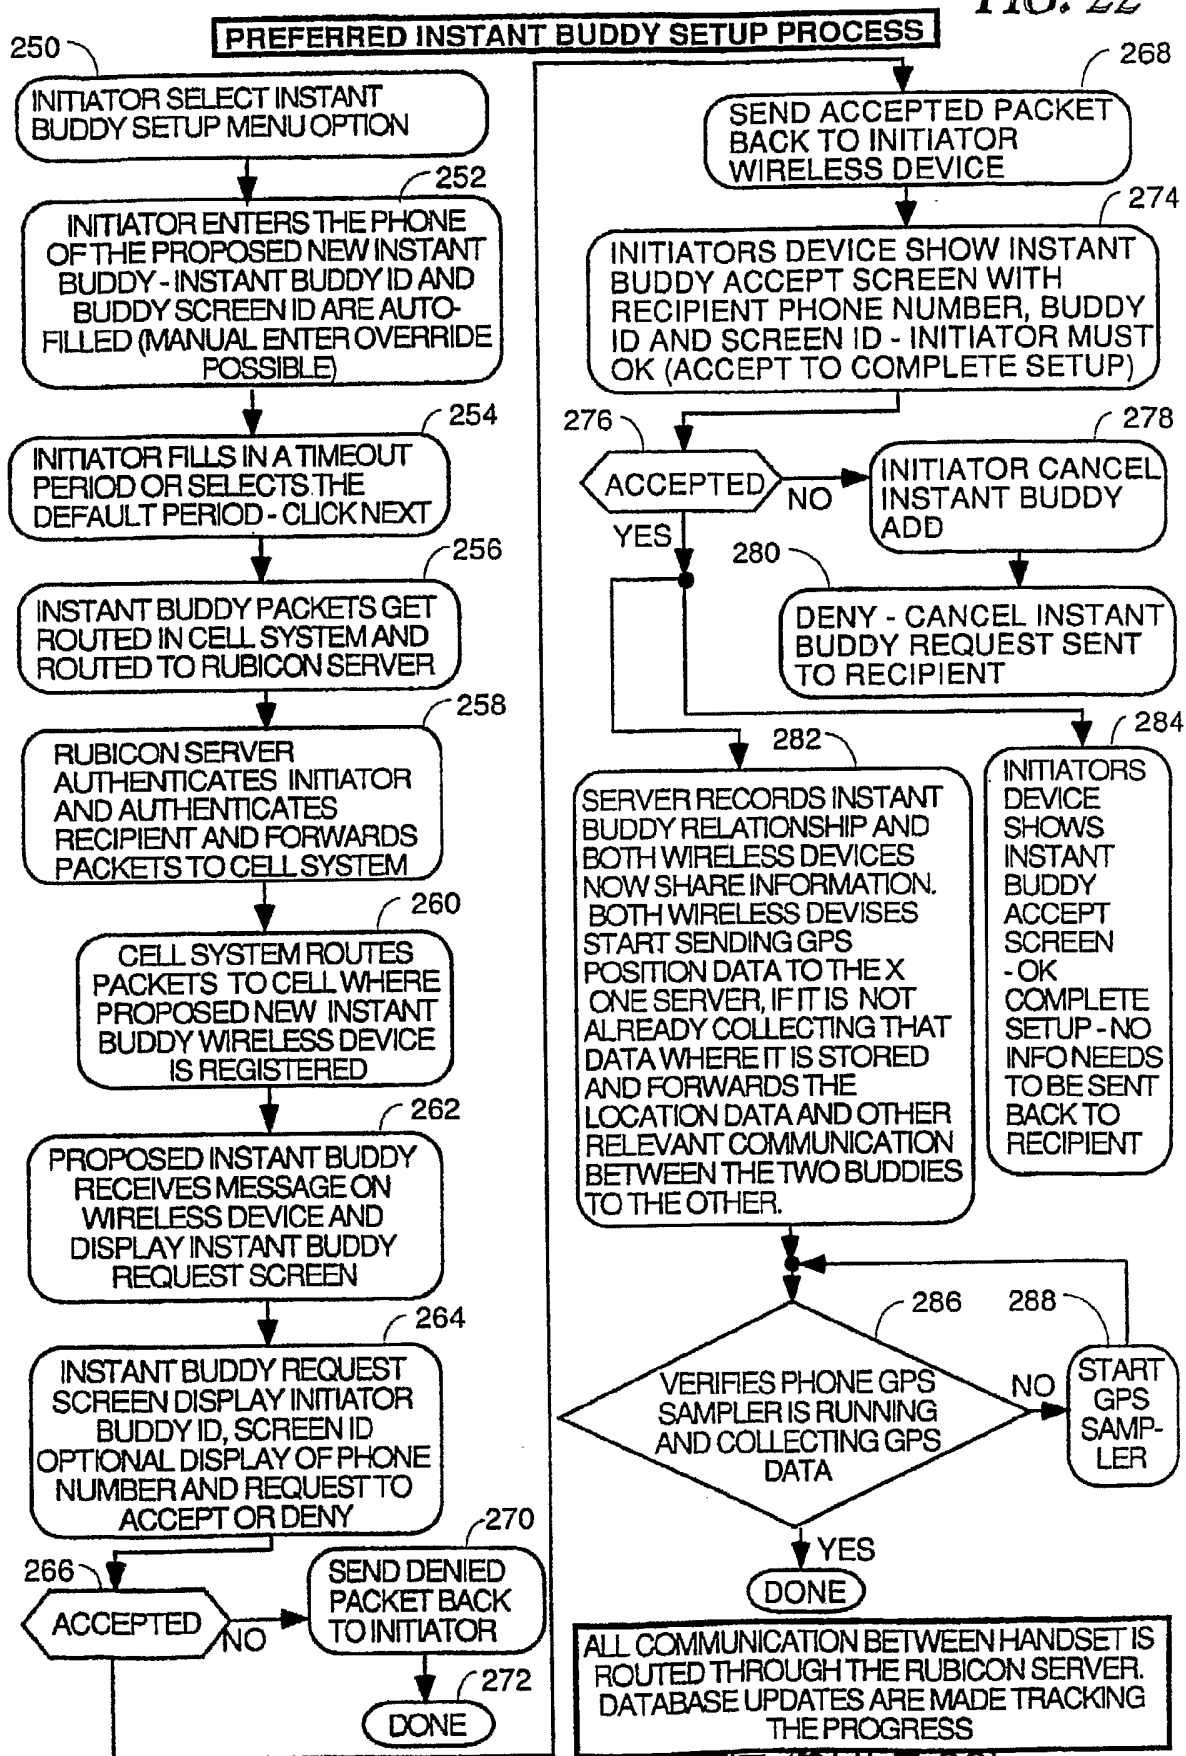 FIG. 22
PREFERRED INSTANT BUDDY SETUP PROCESS
250
INITIATOR SELECT INSTANT
BUDDY SETUP MENU OPTION
252
INITIATOR ENTERS THE PHONE
OF THE PROPOSED NEW INSTANT
BUDDY - INSTANT BUDDY ID AND
BUDDY SCREEN ID ARE AUTO-
FILLED (MANUAL ENTER OVERRIDE
POSSIBLE)
254
INITIATOR FILLS IN A TIMEOUT
PERIOD OR SELECTS THE
DEFAULT PERIOD - CLICK NEXT
256
INSTANT BUDDY PACKETS GET
ROUTED IN CELL SYSTEM AND
ROUTED TO RUBICON SERVER
258
RUBICON SERVER
AUTHENTICATES INITIATOR
AND AUTHENTICATES
RECIPIENT AND FORWARDS
PACKETS TO CELL SYSTEM
260
CELL SYSTEM ROUTES
PACKETS TO CELL WHERE
PROPOSED NEW INSTANT
BUDDY WIRELESS DEVICE
IS REGISTERED
262
PROPOSED INSTANT BUDDY
RECEIVES MESSAGE ON
WIRELESS DEVICE AND
DISPLAY INSTANT BUDDY
REQUEST SCREEN
264
INSTANT BUDDY REQUEST
SCREEN DISPLAY INITIATOR
BUDDY ID, SCREEN ID
OPTIONAL DISPLAY OF PHONE
NUMBER AND REQUEST TO
ACCEPT OR DENY
266
ACCEPTED
NO
270
SEND DENIED
PACKET BACK
TO INITIATOR
272
DONE
268
SEND ACCEPTED PACKET
BACK TO INITIATOR
WIRELESS DEVICE
274
INITIATORS DEVICE SHOW INSTANT
BUDDY ACCEPT SCREEN WITH
RECIPIENT PHONE NUMBER, BUDDY
ID AND SCREEN ID - INITIATOR MUST
OK (ACCEPT TO COMPLETE SETUP)
276
ACCEPTED
NO
YES
278
INITIATOR CANCEL
INSTANT BUDDY
ADD
280
DENY - CANCEL INSTANT
BUDDY REQUEST SENT
TO RECIPIENT
282
SERVER RECORDS INSTANT
BUDDY RELATIONSHIP AND
BOTH WIRELESS DEVICES
NOW SHARE INFORMATION.
BOTH WIRELESS DEVISES
START SENDING GPS
POSITION DATA TO THE X
ONE SERVER, IF IT IS NOT
ALREADY COLLECTING THAT
DATA WHERE IT IS STORED
AND FORWARDS THE
LOCATION DATA AND OTHER
RELEVANT COMMUNICATION
BETWEEN THE TWO BUDDIES
TO THE OTHER.
284
INITIATORS
DEVICE
SHOWS
INSTANT
BUDDY
ACCEPT
SCREEN
- OK
COMPLETE
SETUP - NO
INFO NEEDS
TO BE SENT
BACK TO
RECIPIENT
286
VERIFIES PHONE GPS
SAMPLER IS RUNNING
AND COLLECTING GPS
DATA
NO
288
START
GPS
SAMP-
LER
YES
DONE
ALL COMMUNICATION BETWEEN HANDSET IS
ROUTED THROUGH THE RUBICON SERVER.
DATABASE UPDATES ARE MADE TRACKING
THE PROGRESS